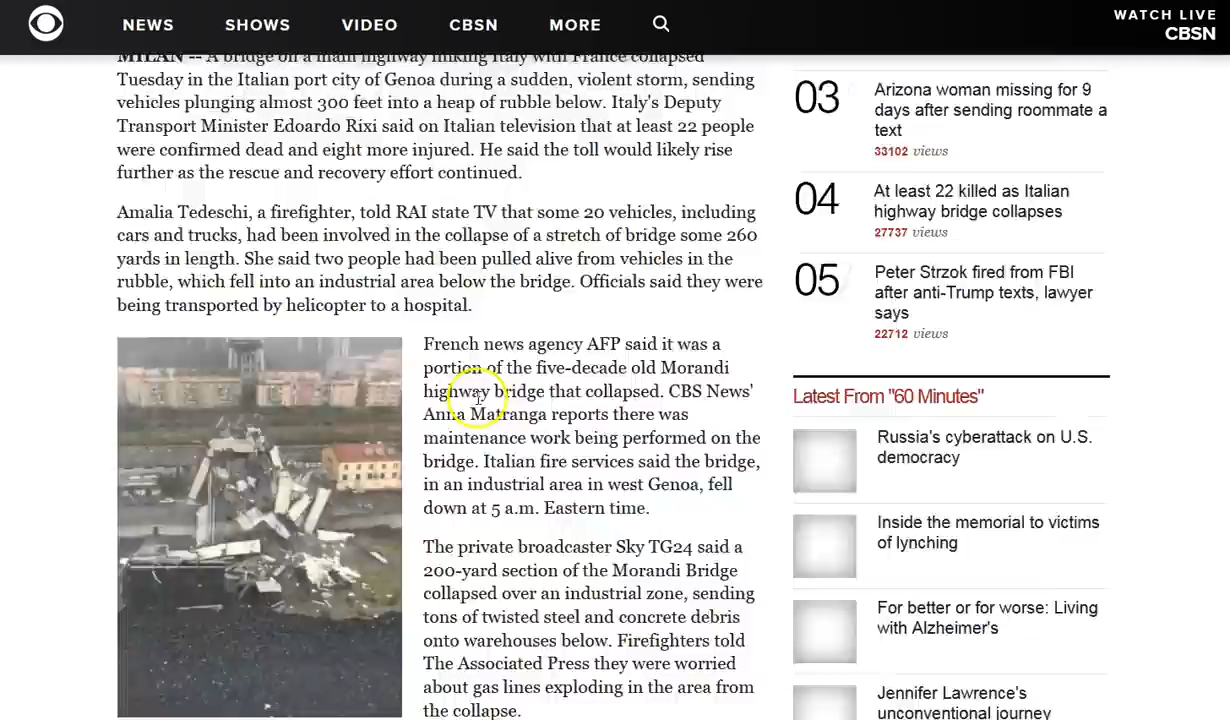 NEWS SHOWS VIDEO CBSN MORE
WATCH LIVE
CBSN
MILAN -- A bridge on a main highway linking Italy with France collapsed
Tuesday in the Italian port city of Genoa during a sudden, violent storm, sending
vehicles plunging almost 300 feet into a heap of rubble below. Italy's Deputy
Transport Minister Edoardo Rixi said on Italian television that at least 22 people
were confirmed dead and eight more injured. He said the toll would likely rise
further as the rescue and recovery effort continued.
Amalia Tedeschi, a firefighter, told RAI state TV that some 20 vehicles, including
cars and trucks, had been involved in the collapse of a stretch of bridge some 260
yards in length. She said two people had been pulled alive from vehicles in the
rubble, which fell into an industrial area below the bridge. Officials said they were
being transported by helicopter to a hospital.
French news agency AFP said it was a
portion of the five-decade old Morandi
highway bridge that collapsed. CBS News'
Anna Matranga reports there was
maintenance work being performed on the
bridge. Italian fire services said the bridge,
in an industrial area in west Genoa, fell
down at 5 a.m. Eastern time.
The private broadcaster Sky TG24 said a
200-yard section of the Morandi Bridge
collapsed over an industrial zone, sending
tons of twisted steel and concrete debris
onto warehouses below. Firefighters told
The Associated Press they were worried
about gas lines exploding in the area from
the collapse.
03
Arizona woman missing for 9
days after sending roommate a
text
33102 views
04
At least 22 killed as Italian
highway bridge collapses
27737 views
05
Peter Strzok fired from FBI
after anti-Trump texts, lawyer
says
22712 views
Latest From "60 Minutes"
Russia's cyberattack on U.S.
democracy
Inside the memorial to victims
of lynching
For better or for worse: Living
with Alzheimer's
Jennifer Lawrence's
unconventional journey